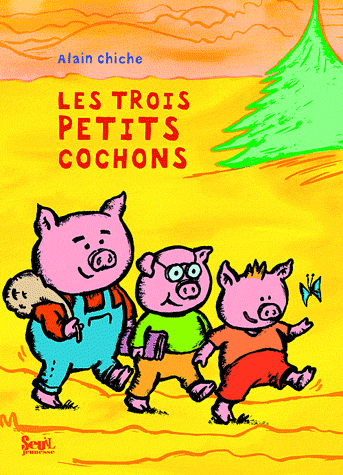 Alain Chiche
LES TROIS
PETITS
COCHONS
Seuil
jeunesse